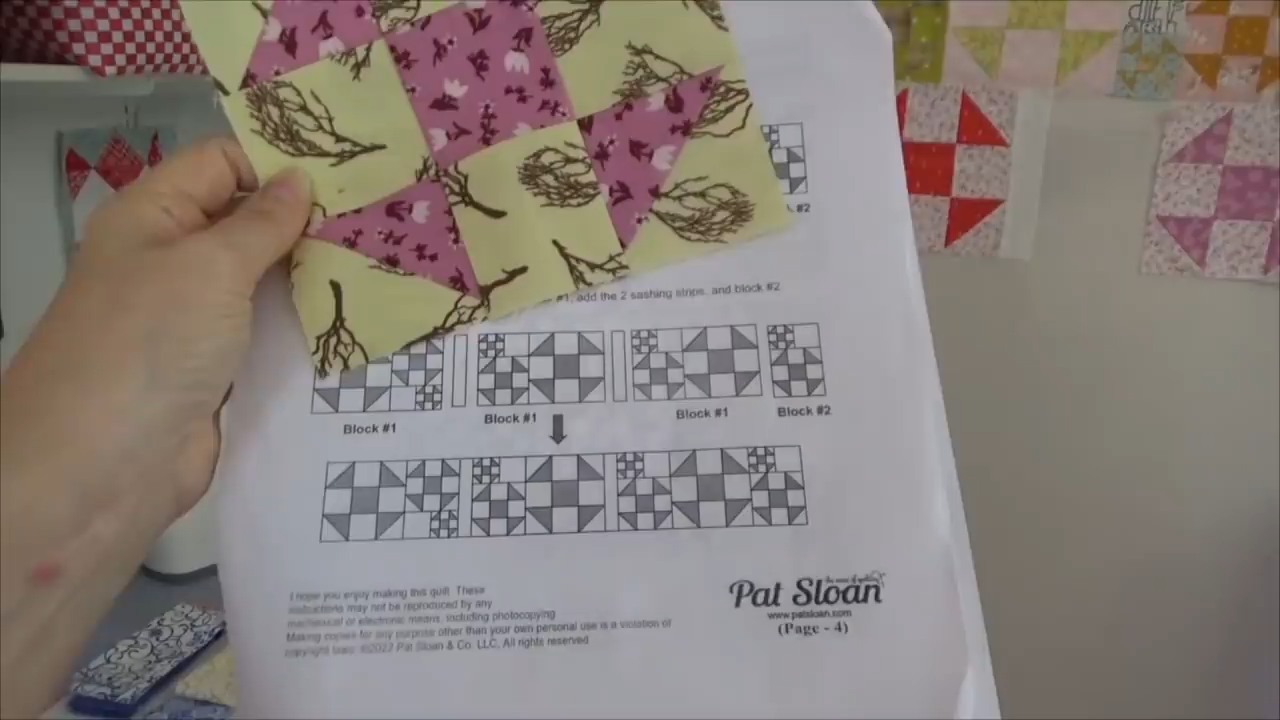 #2
#1, add the 2 sashing strips, and block #2
Block #1
Block #1
Block #1
Block #2
I hope you enjoy making this quilt. These
instructions may not be reproduced by any
mechanical or electronic means, including photocopying
Making copies for any purpose other than your own personal use is a violation of
copyright laws. ©2022 Pat Sloan & Co. LLC, All rights reserved
Pat Sloan
www.patsloan.com
(Page - 4)